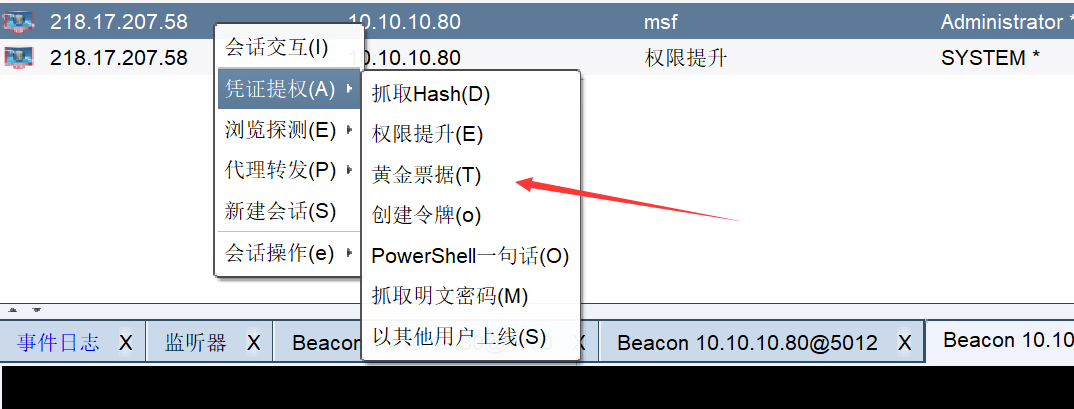 218.17.207.58 10.10.10.80 msf Administrator *
218.17.207.58 10.10.10.80 权限提升 SYSTEM *
会话交互(I)
凭证提权(A)
浏览探测(E)
代理转发(P)
新建会话(S)
会话操作(e)
抓取Hash(D)
权限提升(E)
黄金票据(T)
创建令牌(o)
PowerShell一句话(O)
抓取明文密码(M)
以其他用户上线(S)
事件日志 X 监听器 X Beacon X Beacon 10.10.10.80@5012 X Beacon 10.10